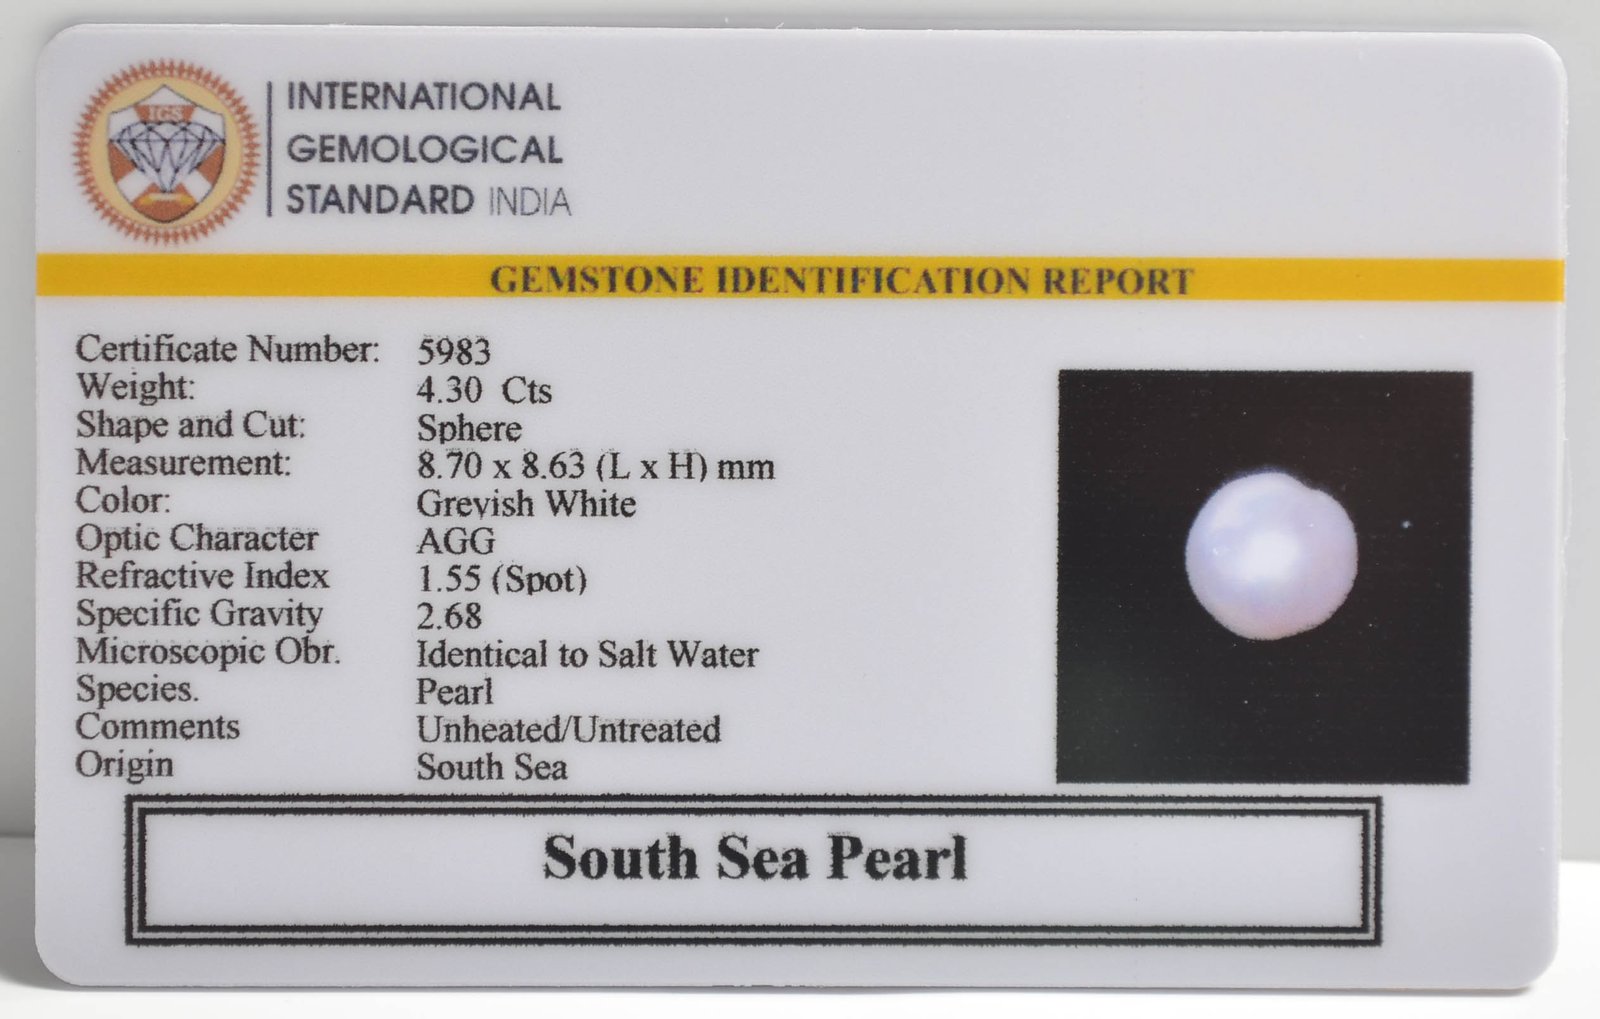 IGS
INTERNATIONAL
GEMOLOGICAL
STANDARD INDIA
GEMSTONE IDENTIFICATION REPORT
Certificate Number: 5983
Weight: 4.30 Cts
Shape and Cut: Sphere
Measurement: 8.70 x 8.63 (L x H) mm
Color: Greyish White
Optic Character AGG
Refractive Index 1.55 (Spot)
Specific Gravity 2.68
Microscopic Obr. Identical to Salt Water
Species. Pearl
Comments Unheated/Untreated
Origin South Sea
South Sea Pearl